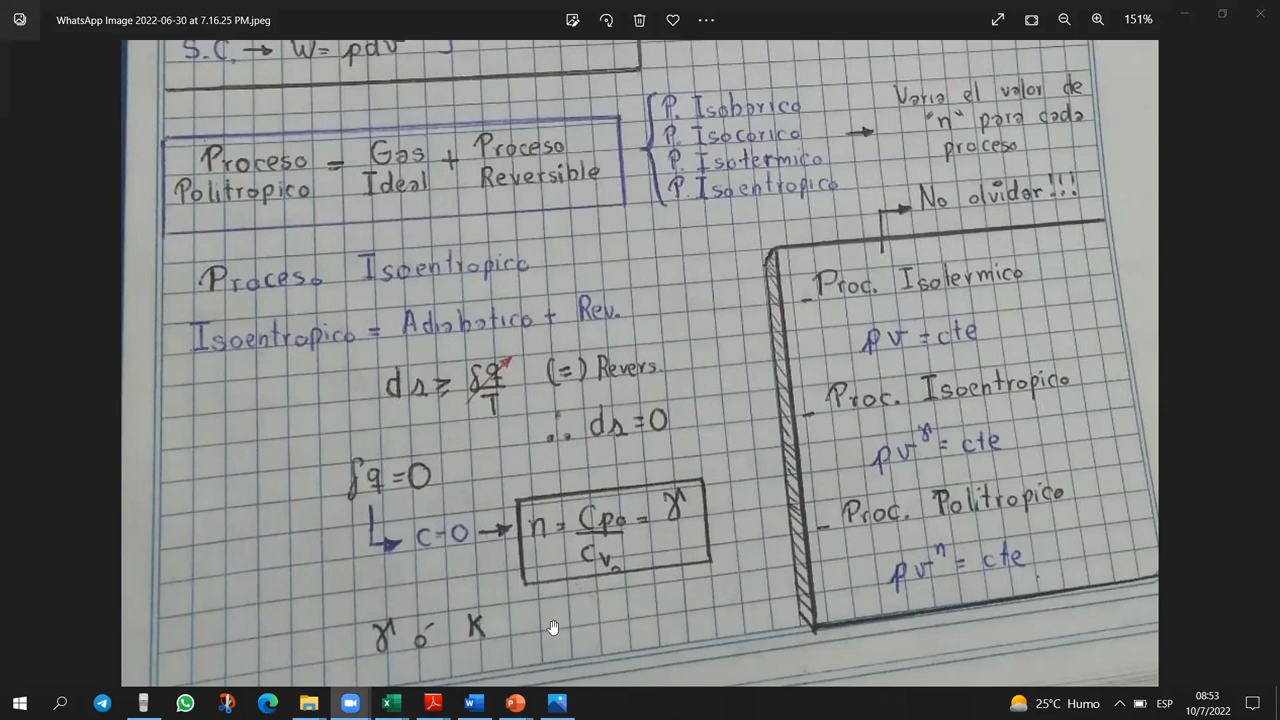 WhatsApp Image 2022-06-30 at 7.16.25 PM.jpeg
151%
S.C. → W= pdv
Proceso Politropico = Gas Ideal + Proceso Reversible
P. Isoborico
P. Isocorico
P. Isotermico
P. Isoentropico
→
Varia el valor de
"n" para cada
proceso
No olvidar!!!
Proceso Isoentropico
Isoentropico = Adiabatico + Rev.
ds ≥ δq/T (=) Revers.
∴ ds=0
δq=0
c=0 → n = Cpo/Cvo = γ
γ ó K
- Proc. Isotermico
pv = cte
- Proc. Isoentropico
pv^γ = cte
- Proc. Politropico
pv^n = cte
25°C Humo
ESP
08:53
10/7/2022